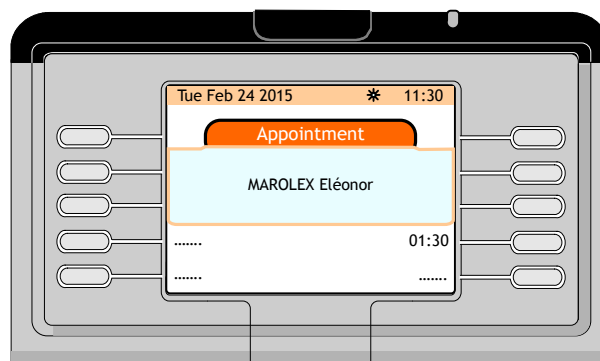 Tue Feb 24 2015 ☼ 11:30
Appointment
MAROLEX Eléonor
....... 01:30
....... .......